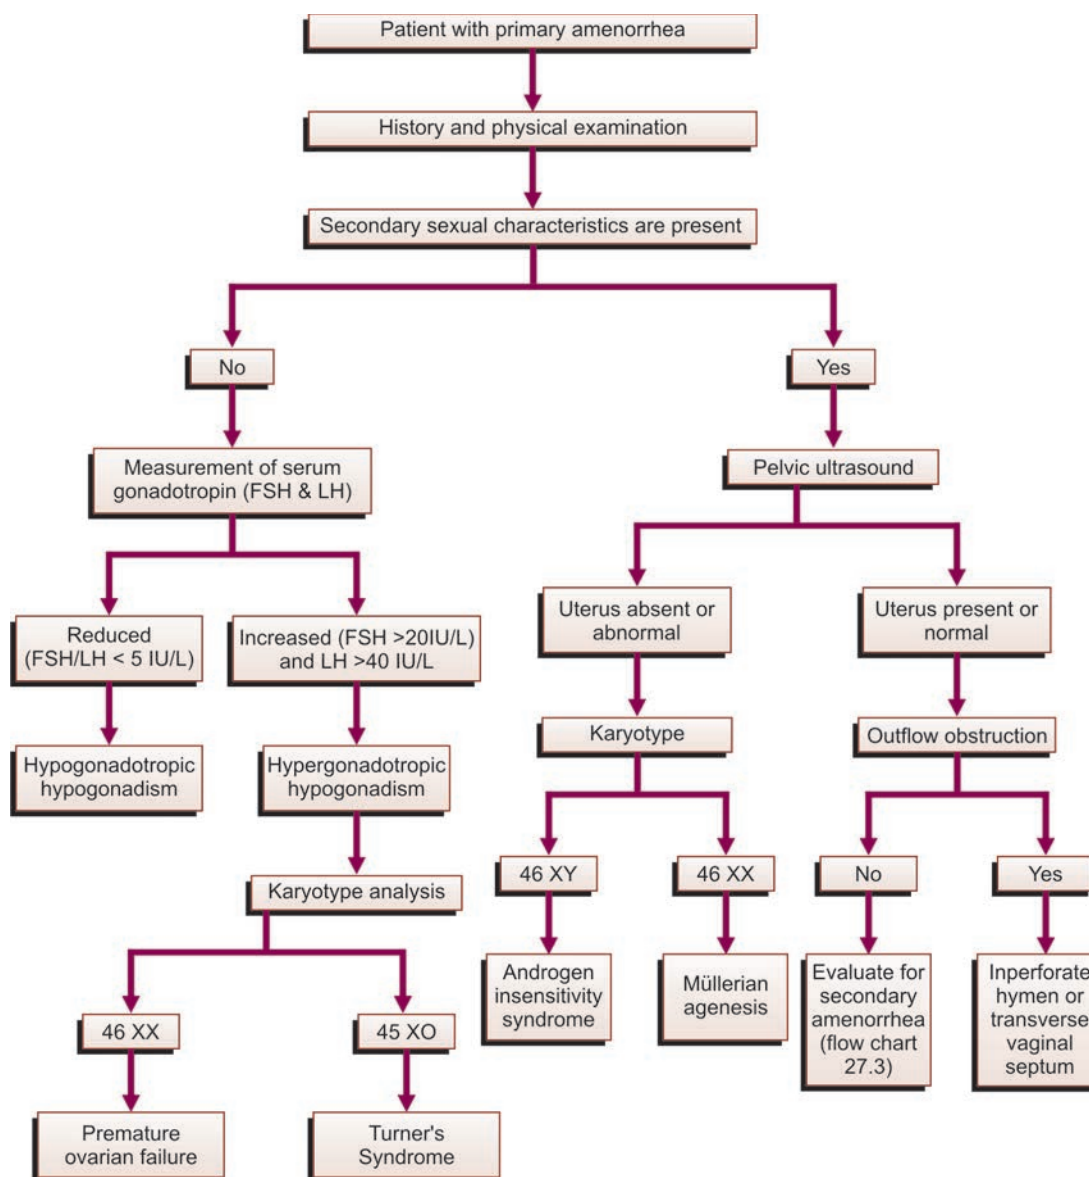 Patient with primary amenorrhea
History and physical examination
Secondary sexual characteristics are present
No
Yes
Measurement of serum
gonadotropin (FSH & LH)
Pelvic ultrasound
Reduced
(FSH/LH < 5 IU/L)
Increased (FSH >20IU/L)
and LH >40 IU/L
Uterus absent or
abnormal
Uterus present or
normal
Hypogonadotropic
hypogonadism
Hypergonadotropic
hypogonadism
Karyotype
Outflow obstruction
Karyotype analysis
46 XY
46 XX
No
Yes
Androgen
insensitivity
syndrome
Müllerian
agenesis
Evaluate for
secondary
amenorrhea
(flow chart
27.3)
Inperforate
hymen or
transverse
vaginal
septum
46 XX
45 XO
Premature
ovarian failure
Turner's
Syndrome